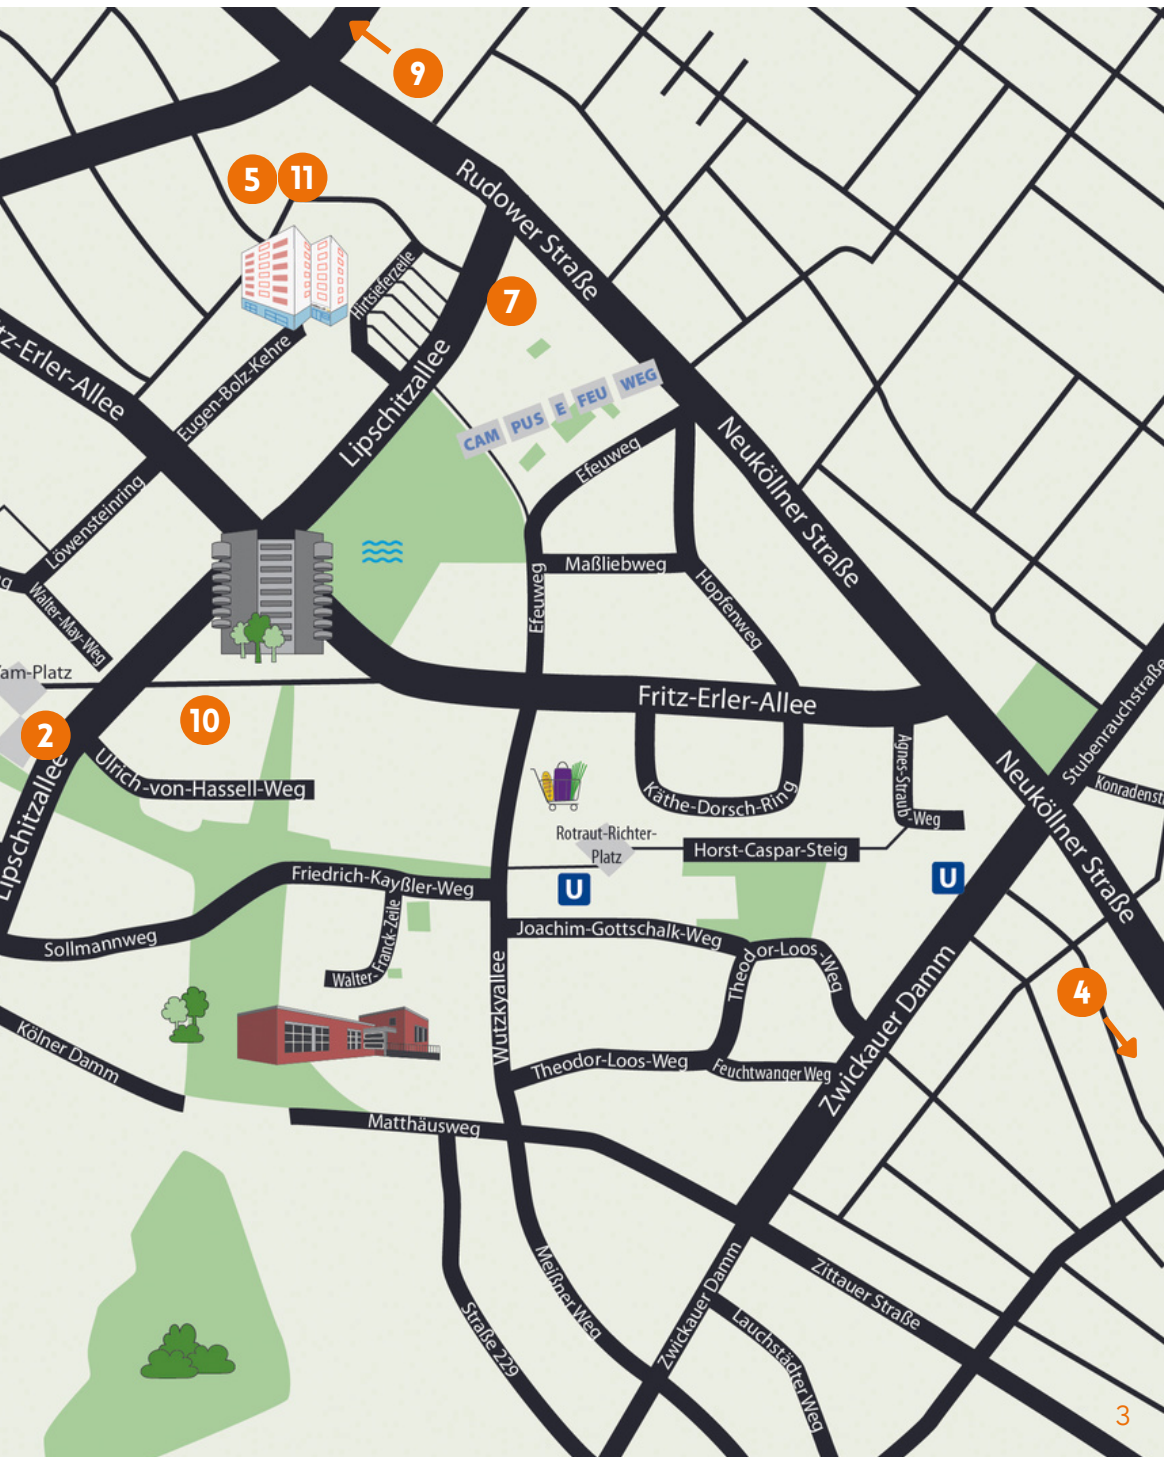 9
5
11
Rudower Straße
Hirtsieferzeile
7
tz-Erler-Allee
Eugen-Bolz-Kehre
Lipschitzallee
CAM PUS E FEU WEG
Efeuweg
Neuköllner Straße
Löwensteinring
g
Walter-May-Weg
Maßliebweg
Efeuweg
Hopfenweg
Yam-Platz
Fritz-Erler-Allee
Stubenrauchstraße
2
10
Lipschitzallee
Ulrich-von-Hassell-Weg
Käthe-Dorsch-Ring
Agnes-Straub-Weg
Neuköllner Straße
Konradenst
Rotraut-Richter-
Platz
Horst-Caspar-Steig
U
U
Friedrich-Kayßler-Weg
Sollmannweg
Walter-Franck-Zeile
Joachim-Gottschalk-Weg
Theodor-Loos-Weg
Wutzkyallee
Zwickauer Damm
4
Kölner Damm
Theodor-Loos-Weg
Feuchtwanger Weg
Matthäusweg
Meißner Weg
Straße 229
Zwickauer Damm
Zittauer Straße
Lauchstädter Weg
3